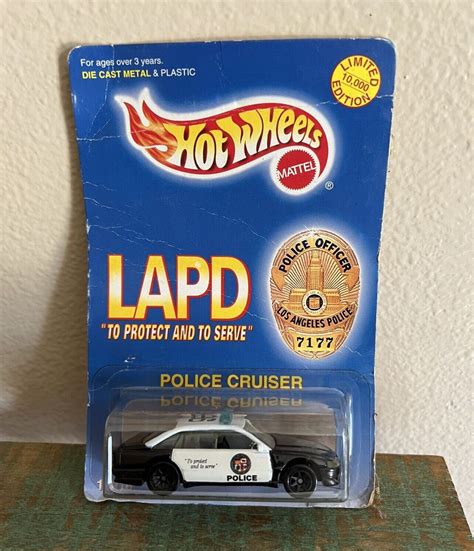 For ages over 3 years.
DIE CAST METAL & PLASTIC
LIMITED
10,000
EDITION
HOT WHEELS
MATTEL
®
POLICE OFFICER
LOS ANGELES POLICE
7177
LAPD
"TO PROTECT AND TO SERVE"
POLICE CRUISER
"To protect
and to serve"
POLICE